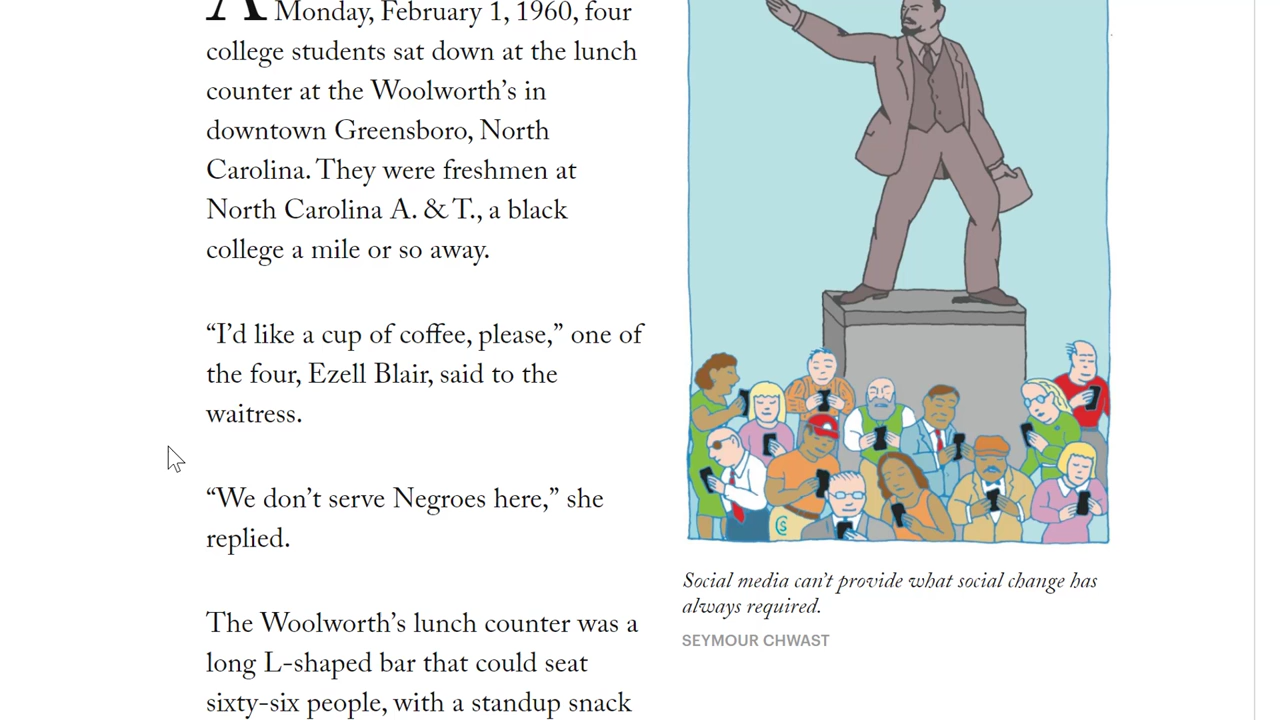 A Monday, February 1, 1960, four
college students sat down at the lunch
counter at the Woolworth’s in
downtown Greensboro, North
Carolina. They were freshmen at
North Carolina A. & T., a black
college a mile or so away.
“I’d like a cup of coffee, please,” one of
the four, Ezell Blair, said to the
waitress.
“We don’t serve Negroes here,” she
replied.
The Woolworth’s lunch counter was a
long L-shaped bar that could seat
sixty-six people, with a standup snack
CS
Social media can’t provide what social change has
always required.
SEYMOUR CHWAST